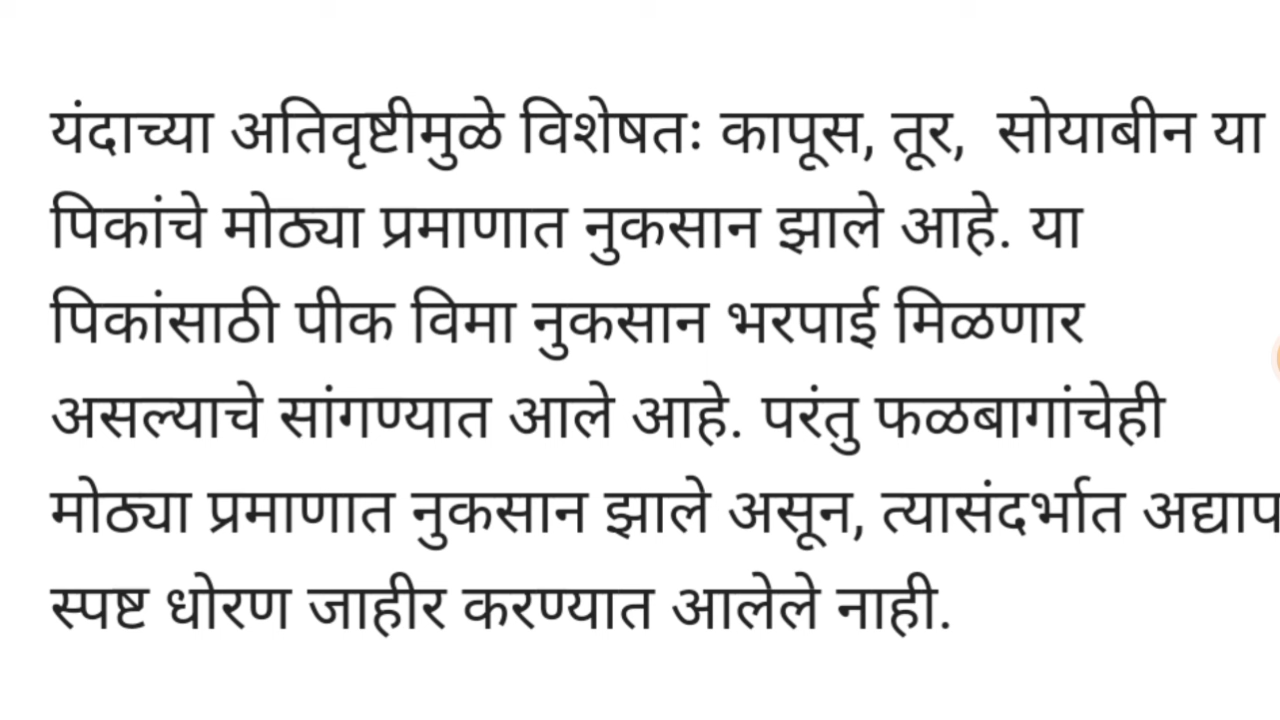 यंदाच्या अतिवृष्टीमुळे विशेषतः कापूस, तूर, सोयाबीन या
पिकांचे मोठ्या प्रमाणात नुकसान झाले आहे. या
पिकांसाठी पीक विमा नुकसान भरपाई मिळणार
असल्याचे सांगण्यात आले आहे. परंतु फळबागांचेही
मोठ्या प्रमाणात नुकसान झाले असून, त्यासंदर्भात अद्याप
स्पष्ट धोरण जाहीर करण्यात आलेले नाही.